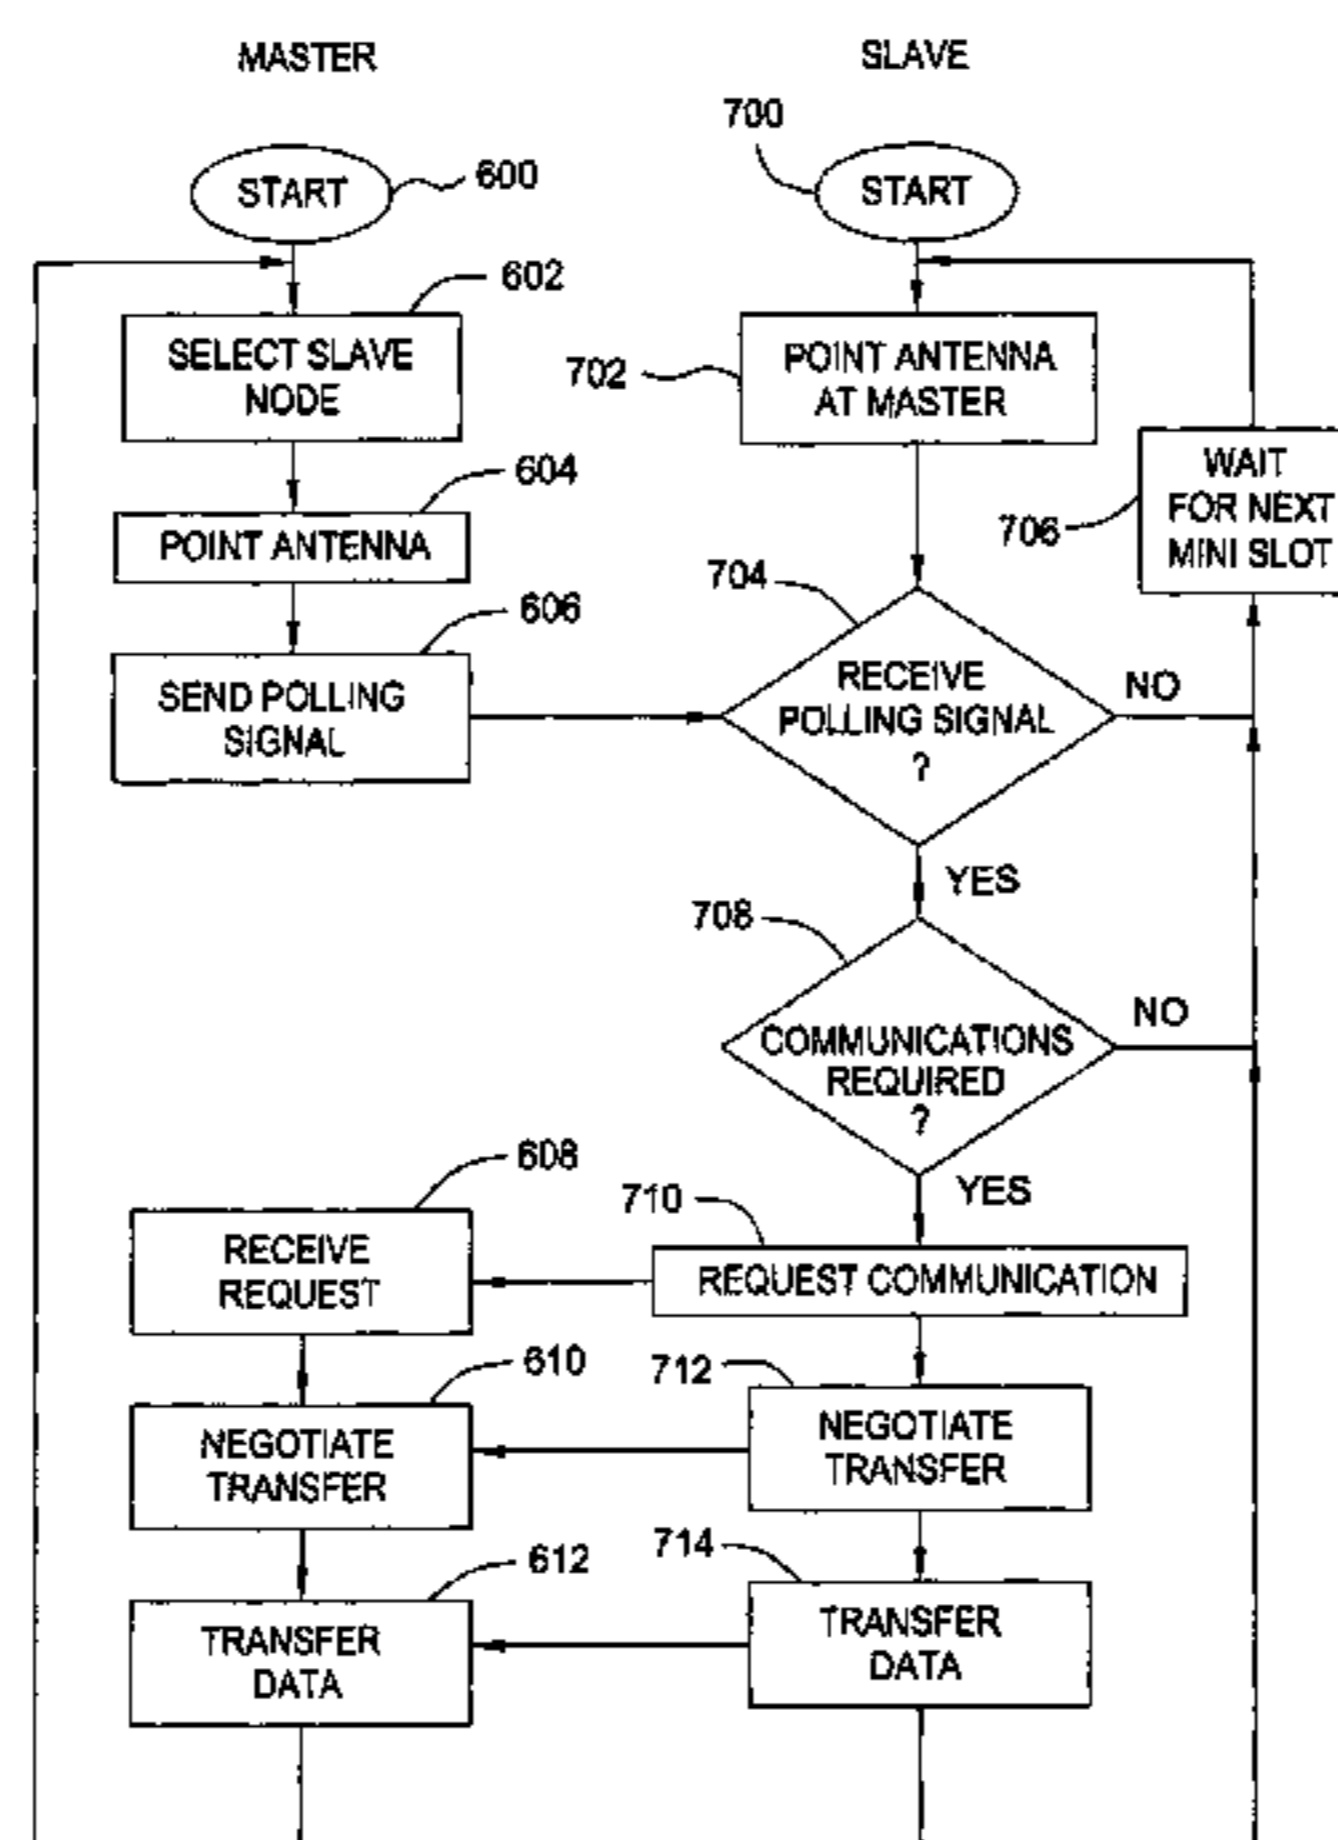 MASTER
SLAVE
700
START
600
START
602
SELECT SLAVE
NODE
702
POINT ANTENNA
AT MASTER
WAIT
FOR NEXT
MINI SLOT
706
604
POINT ANTENNA
704
606
SEND POLLING
SIGNAL
RECEIVE
POLLING SIGNAL
?
NO
YES
708
COMMUNICATIONS
REQUIRED
?
NO
YES
608
RECEIVE
REQUEST
710
REQUEST COMMUNICATION
610
NEGOTIATE
TRANSFER
712
NEGOTIATE
TRANSFER
612
TRANSFER
DATA
714
TRANSFER
DATA